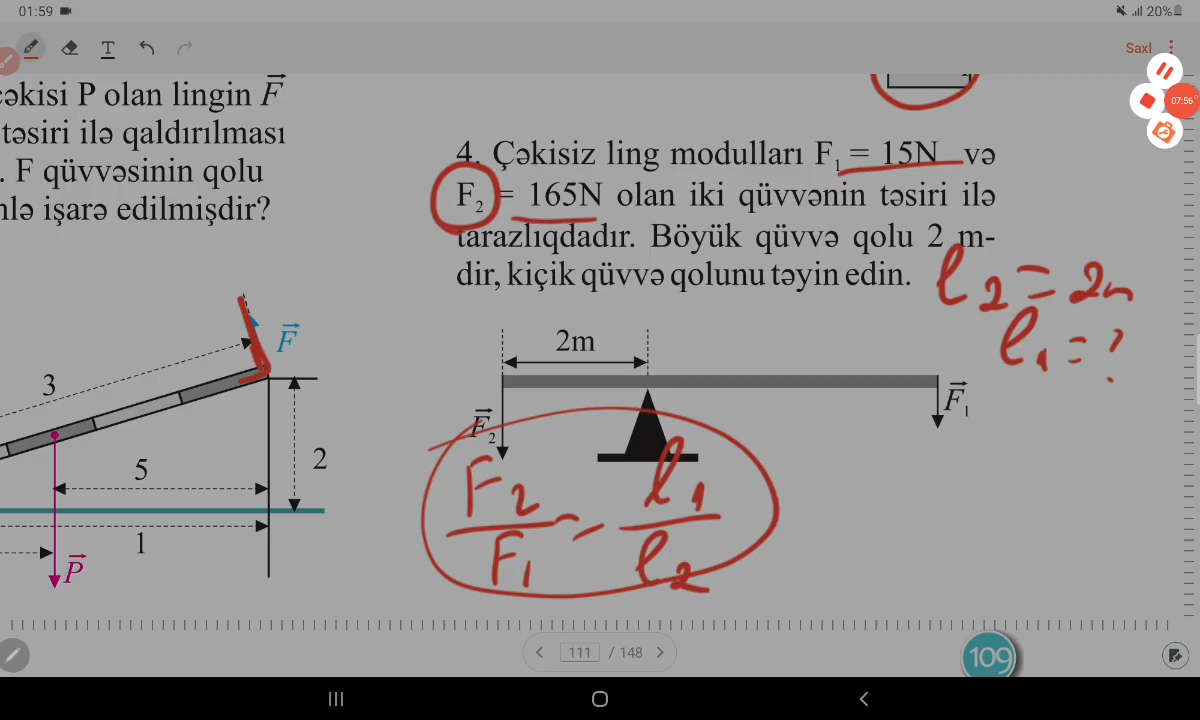 01:59
20%
Saxl
07:56
çəkisi P olan lingin F
təsiri ilə qaldırılması
. F qüvvəsinin qolu
nlə işarə edilmişdir?
4. Çəkisiz ling modulları F₁ = 15N və
F₂ = 165N olan iki qüvvənin təsiri ilə
tarazlıqdadır. Böyük qüvvə qolu 2 m-
dir, kiçik qüvvə qolunu təyin edin.
l₂ = 2m
l₁ = ?
F
3
2
5
1
P
2m
F₂
F₁
F₂/F₁ = l₁/l₂
111 / 148
109